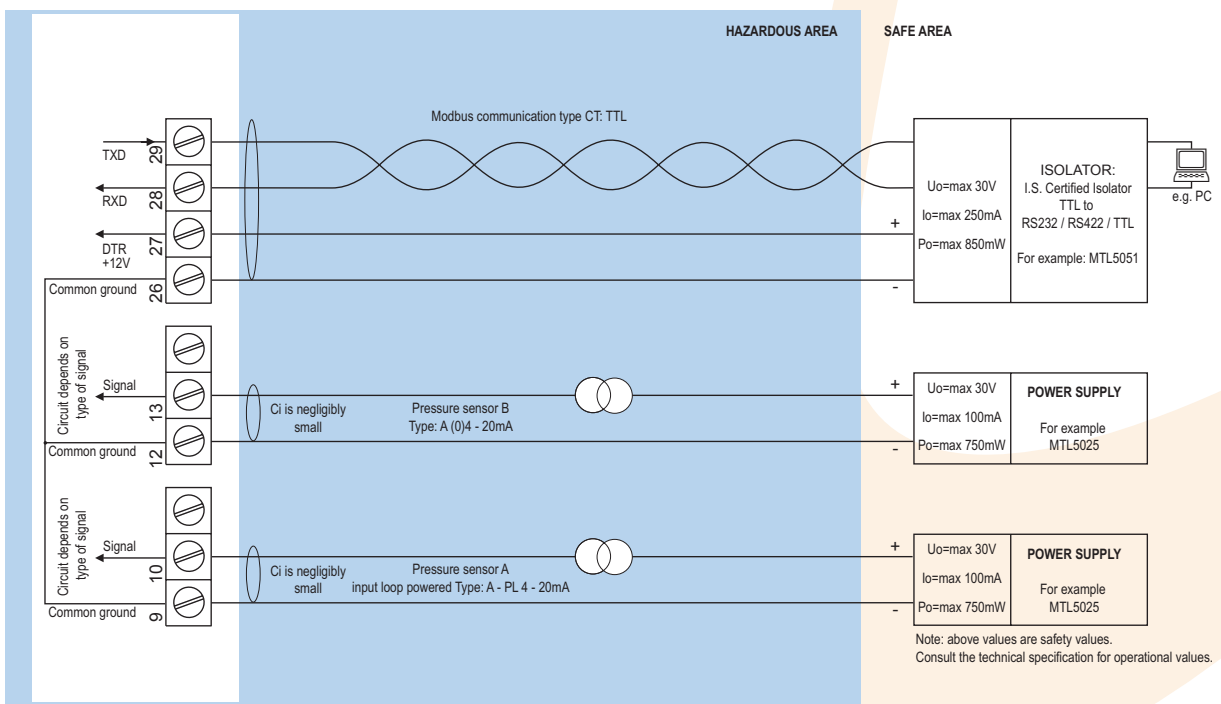 HAZARDOUS AREA
SAFE AREA
Modbus communication type CT: TTL
TXD
29
RXD
28
DTR
+12V
27
Common ground
26
+
-
Uo=max 30V
Io=max 250mA
Po=max 850mW
ISOLATOR:
I.S. Certified Isolator
TTL to
RS232 / RS422 / TTL
For example: MTL5051
e.g. PC
Circuit depends on
type of signal
Signal
13
Common ground
12
Ci is negligibly
small
Pressure sensor B
Type: A (0)4 - 20mA
+
-
Uo=max 30V
Io=max 100mA
Po=max 750mW
POWER SUPPLY
For example
MTL5025
Circuit depends on
type of signal
Signal
10
Common ground
9
Ci is negligibly
small
Pressure sensor A
input loop powered Type: A - PL 4 - 20mA
+
-
Uo=max 30V
Io=max 100mA
Po=max 750mW
POWER SUPPLY
For example
MTL5025
Note: above values are safety values.
Consult the technical specification for operational values.